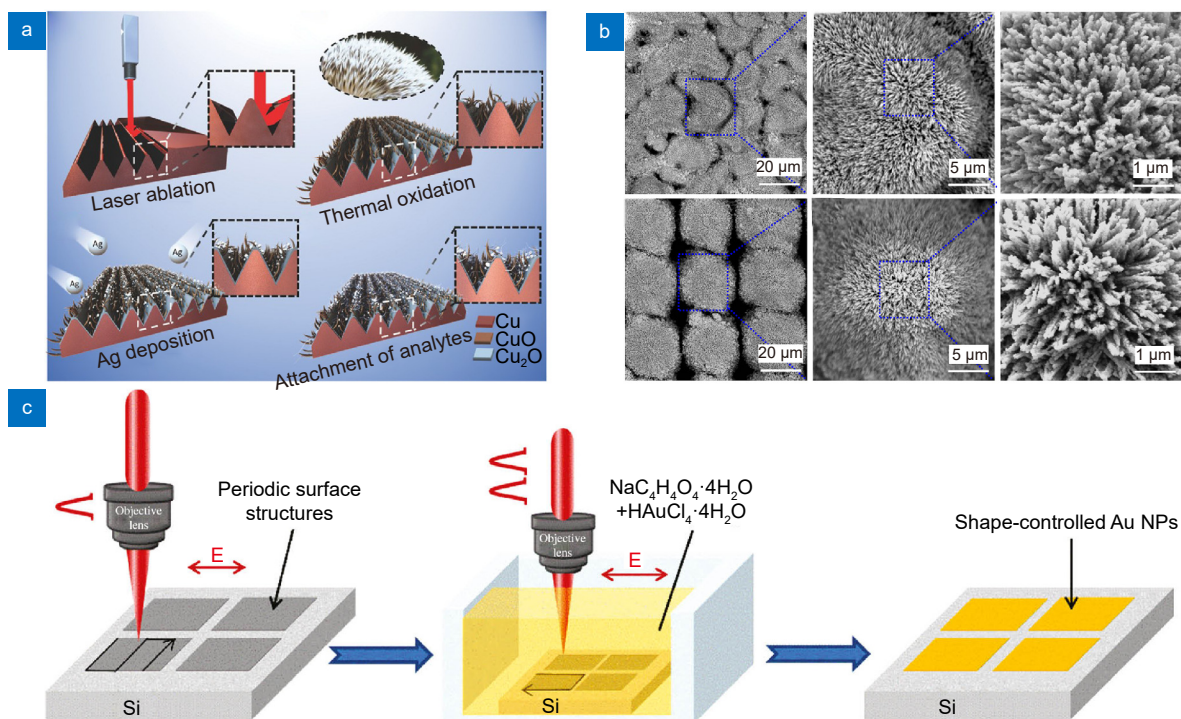 a
Laser ablation
Thermal oxidation
Ag
Ag
Ag
Ag deposition
Attachment of analytes
Cu
CuO
Cu₂O
b
20 μm
5 μm
1 μm
20 μm
5 μm
1 μm
c
Objective
lens
E
Periodic surface
structures
Si
Objective
lens
E
NaC₄H₄O₄·4H₂O
+HAuCl₄·4H₂O
Si
Shape-controlled Au NPs
Si